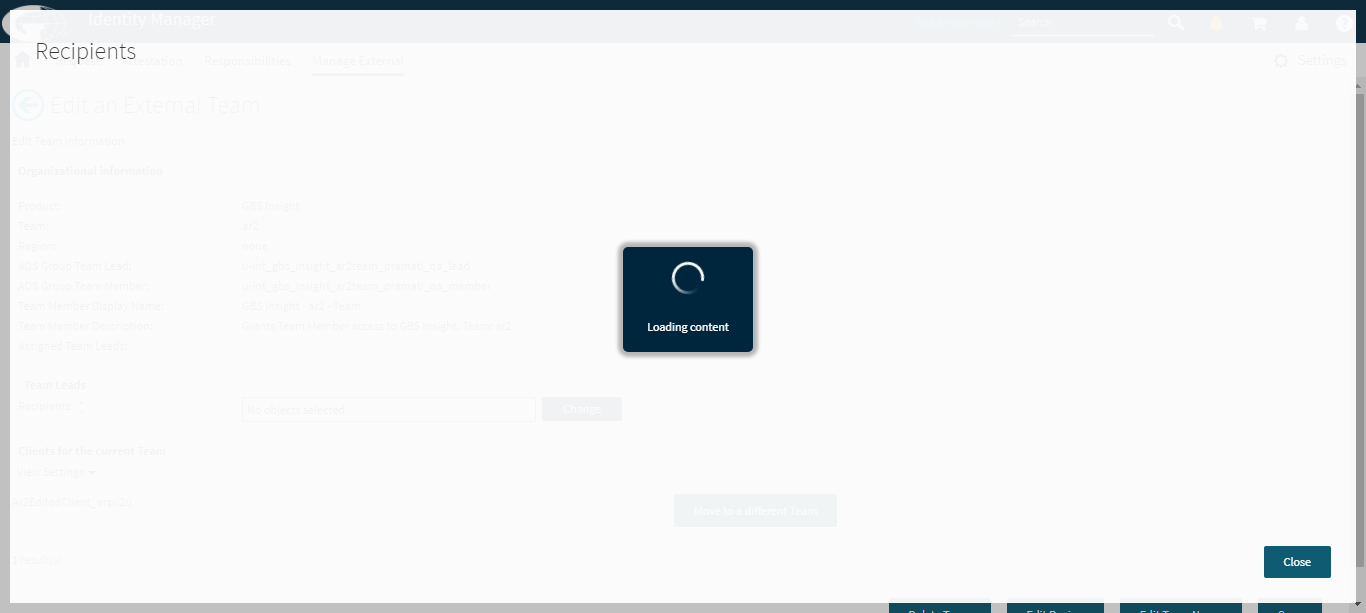 Identity Manager
Search
Recipients
Attestation Responsibilities Manage External
Settings
Edit an External Team
Edit Team Information
Organizational Information
Product: GBS Insight
Team: ar2
Region: none
ADS Group Team Lead:
ADS Group Team Member:
Team Member Display Name: GBS Insight - ar2 - Team
Team Member Description: Grants Team Member access to GBS Insight, Team: ar2
Assigned Team Leads:
Team Leads
Recipients: *
No objects selected
Change
Clients for the current Team
View Settings
Move to a different Team
Loading content
Close